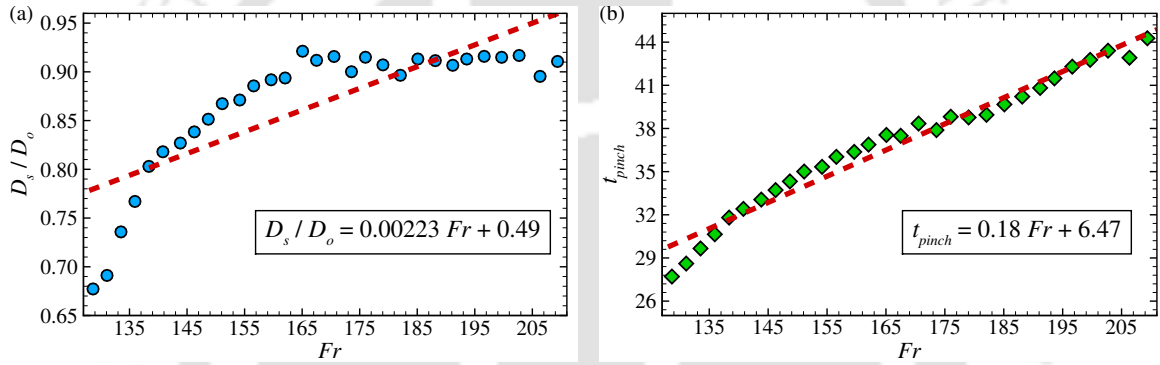 (a)
0.95
0.90
0.85
0.80
0.75
0.70
0.65
D_s / D_o
D_s / D_o = 0.00223 Fr + 0.49
135 145 155 165 175 185 195 205
Fr
(b)
44
41
38
35
32
29
26
t_pinch
t_pinch = 0.18 Fr + 6.47
135 145 155 165 175 185 195 205
Fr